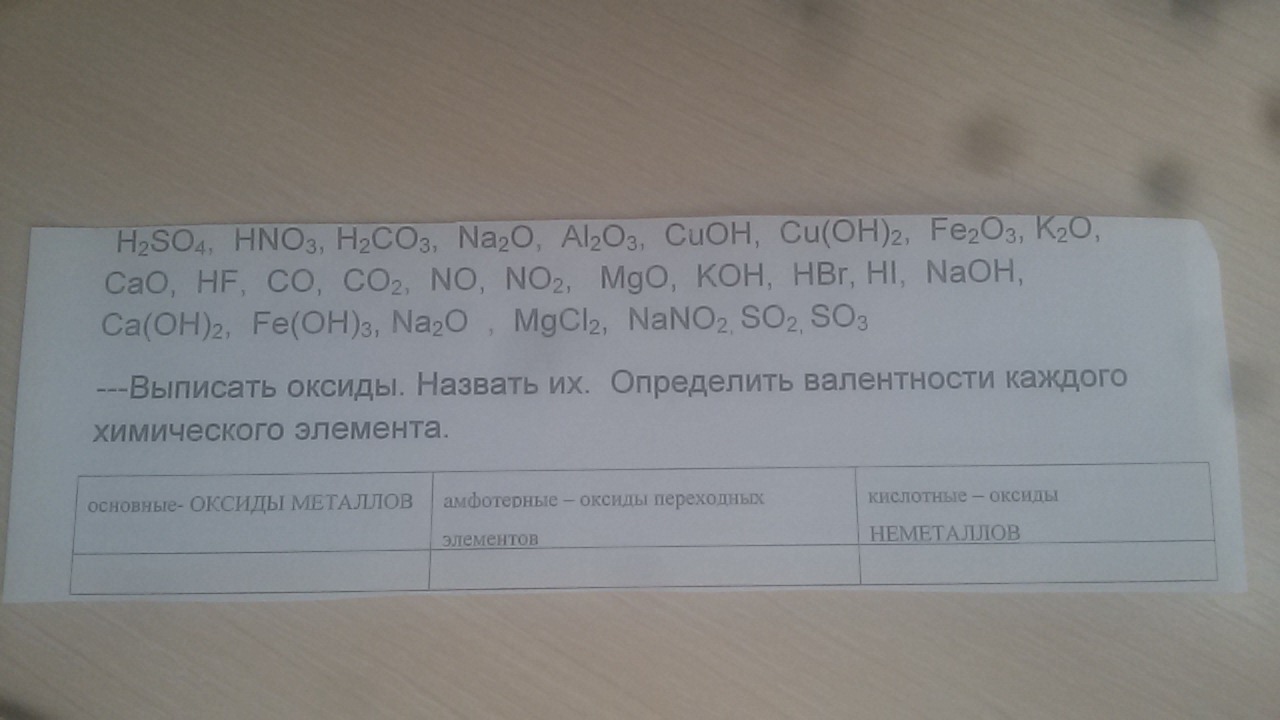 H₂SO₄, HNO₃, H₂CO₃, Na₂O, Al₂O₃, CuOH, Cu(OH)₂, Fe₂O₃, K₂O,
CaO, HF, CO, CO₂, NO, NO₂, MgO, KOH, HBr, HI, NaOH,
Ca(OH)₂, Fe(OH)₃, Na₂O , MgCl₂, NaNO₂, SO₂, SO₃
---Выписать оксиды. Назвать их. Определить валентности каждого
химического элемента.
основные- ОКСИДЫ МЕТАЛЛОВ
амфотерные – оксиды переходных
элементов
кислотные – оксиды
НЕМЕТАЛЛОВ